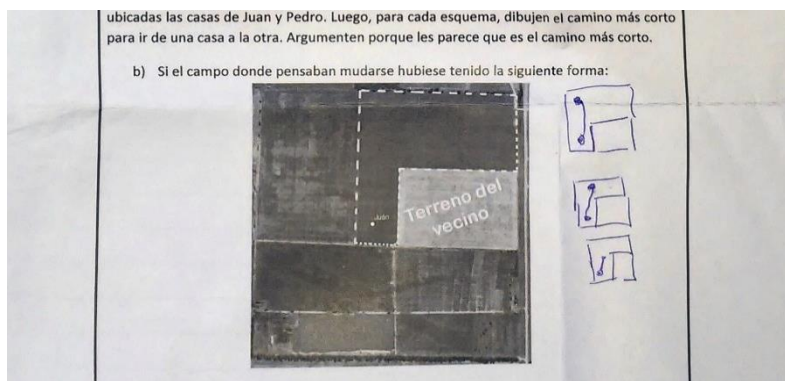 ubicadas las casas de Juan y Pedro. Luego, para cada esquema, dibujen el camino más corto
para ir de una casa a la otra. Argumenten porque les parece que es el camino más corto.
b) Si el campo donde pensaban mudarse hubiese tenido la siguiente forma:
Terreno del
vecino
Juan